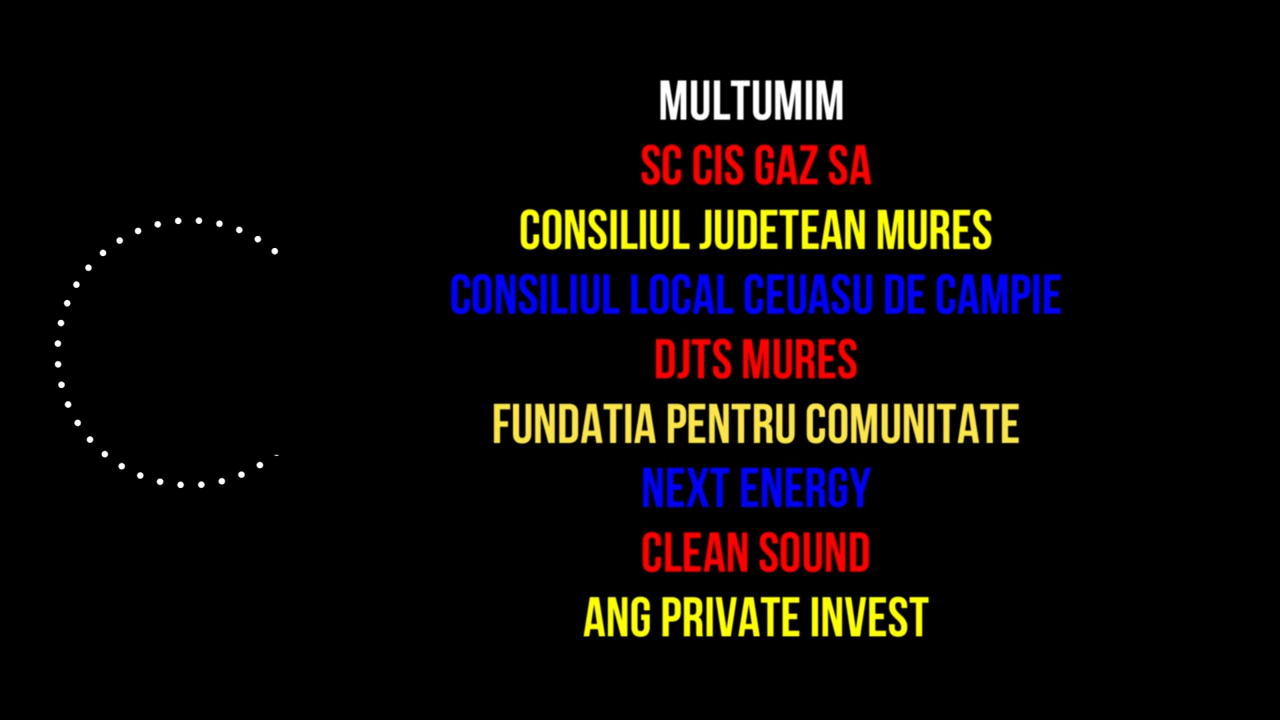 MULTUMIM
SC CIS GAZ SA
CONSILIUL JUDETEAN MURES
CONSILIUL LOCAL CEUASU DE CAMPIE
DJTS MURES
FUNDATIA PENTRU COMUNITATE
NEXT ENERGY
CLEAN SOUND
ANG PRIVATE INVEST